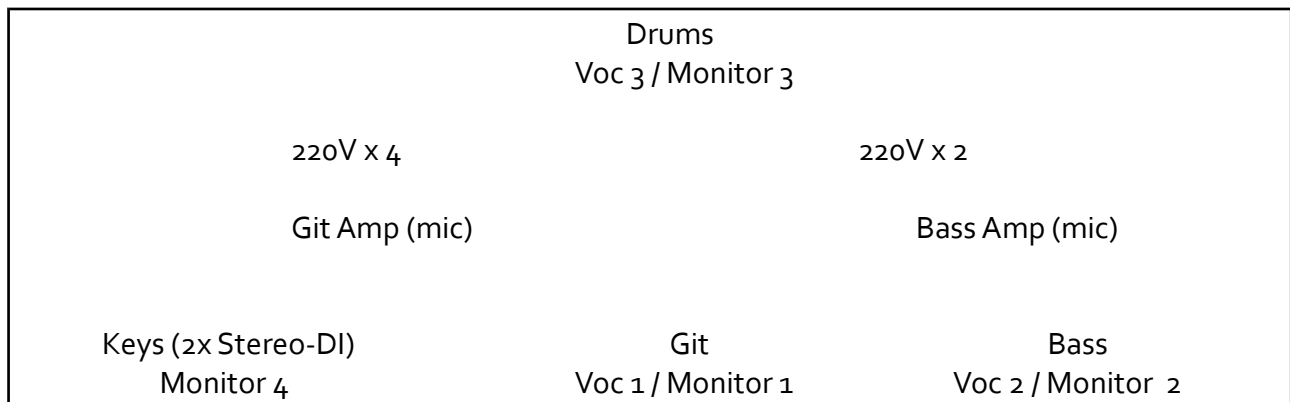 Drums
Voc 3 / Monitor 3
220V x 4 220V x 2
Git Amp (mic) Bass Amp (mic)
Keys (2x Stereo-DI) Git Bass
Monitor 4 Voc 1 / Monitor 1 Voc 2 / Monitor 2